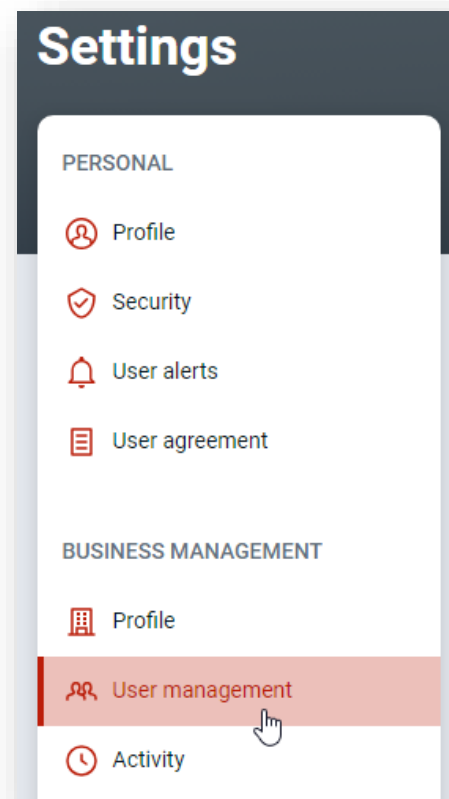 Settings
PERSONAL
Profile
Security
User alerts
User agreement
BUSINESS MANAGEMENT
Profile
User management
Activity